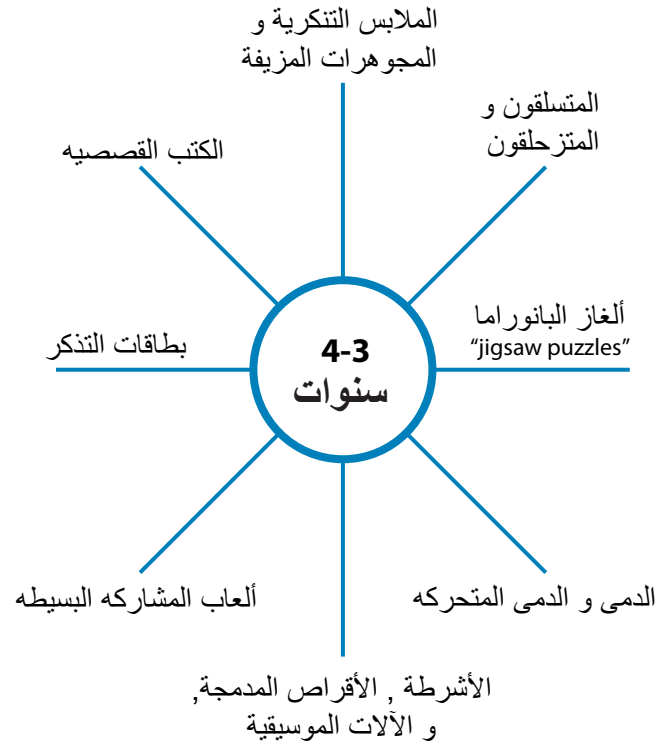 الملابس التنكرية و
المجوهرات المزيفة
المتسلقون و
المتزحلقون
الكتب القصصيه
ألغاز البانوراما
“jigsaw puzzles”
بطاقات التذكر
4-3
سنوات
الدمى و الدمى المتحركه
ألعاب المشاركه البسيطه
الأشرطة , الأقراص المدمجة,
و الآلات الموسيقية